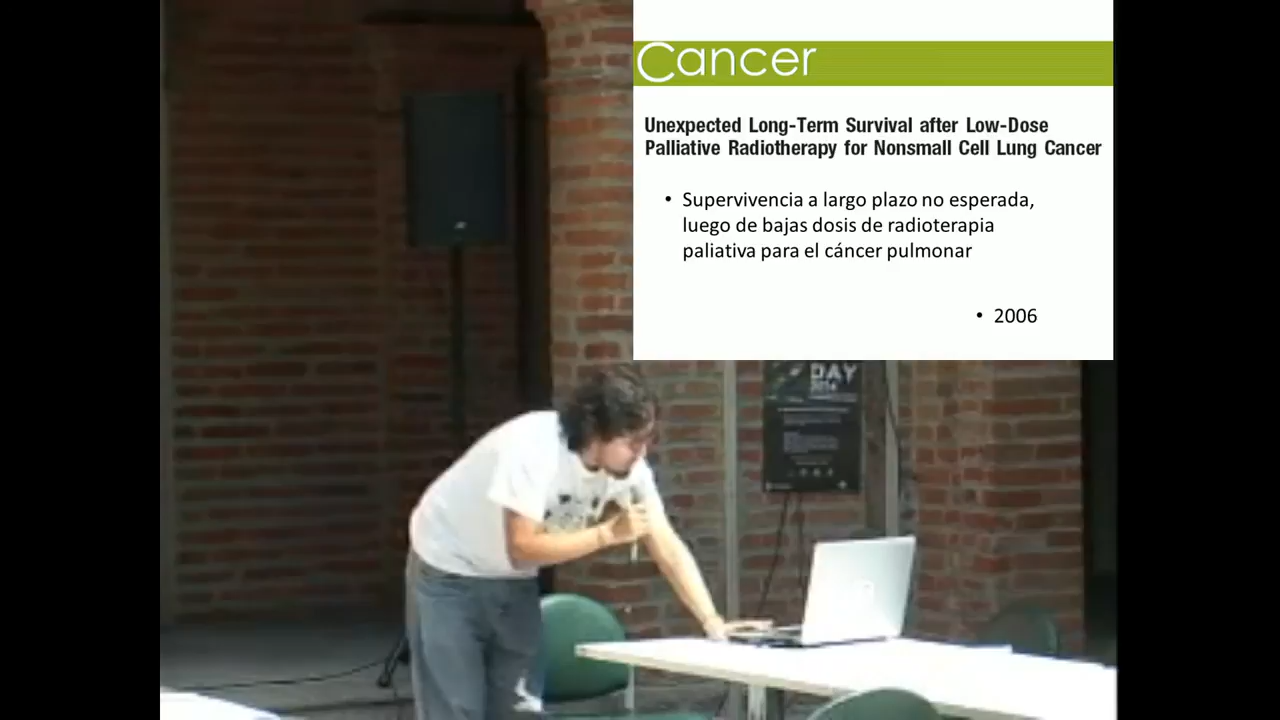 Cancer
Unexpected Long-Term Survival after Low-Dose
Palliative Radiotherapy for Nonsmall Cell Lung Cancer
• Supervivencia a largo plazo no esperada,
luego de bajas dosis de radioterapia
paliativa para el cáncer pulmonar
• 2006
DAY
2014